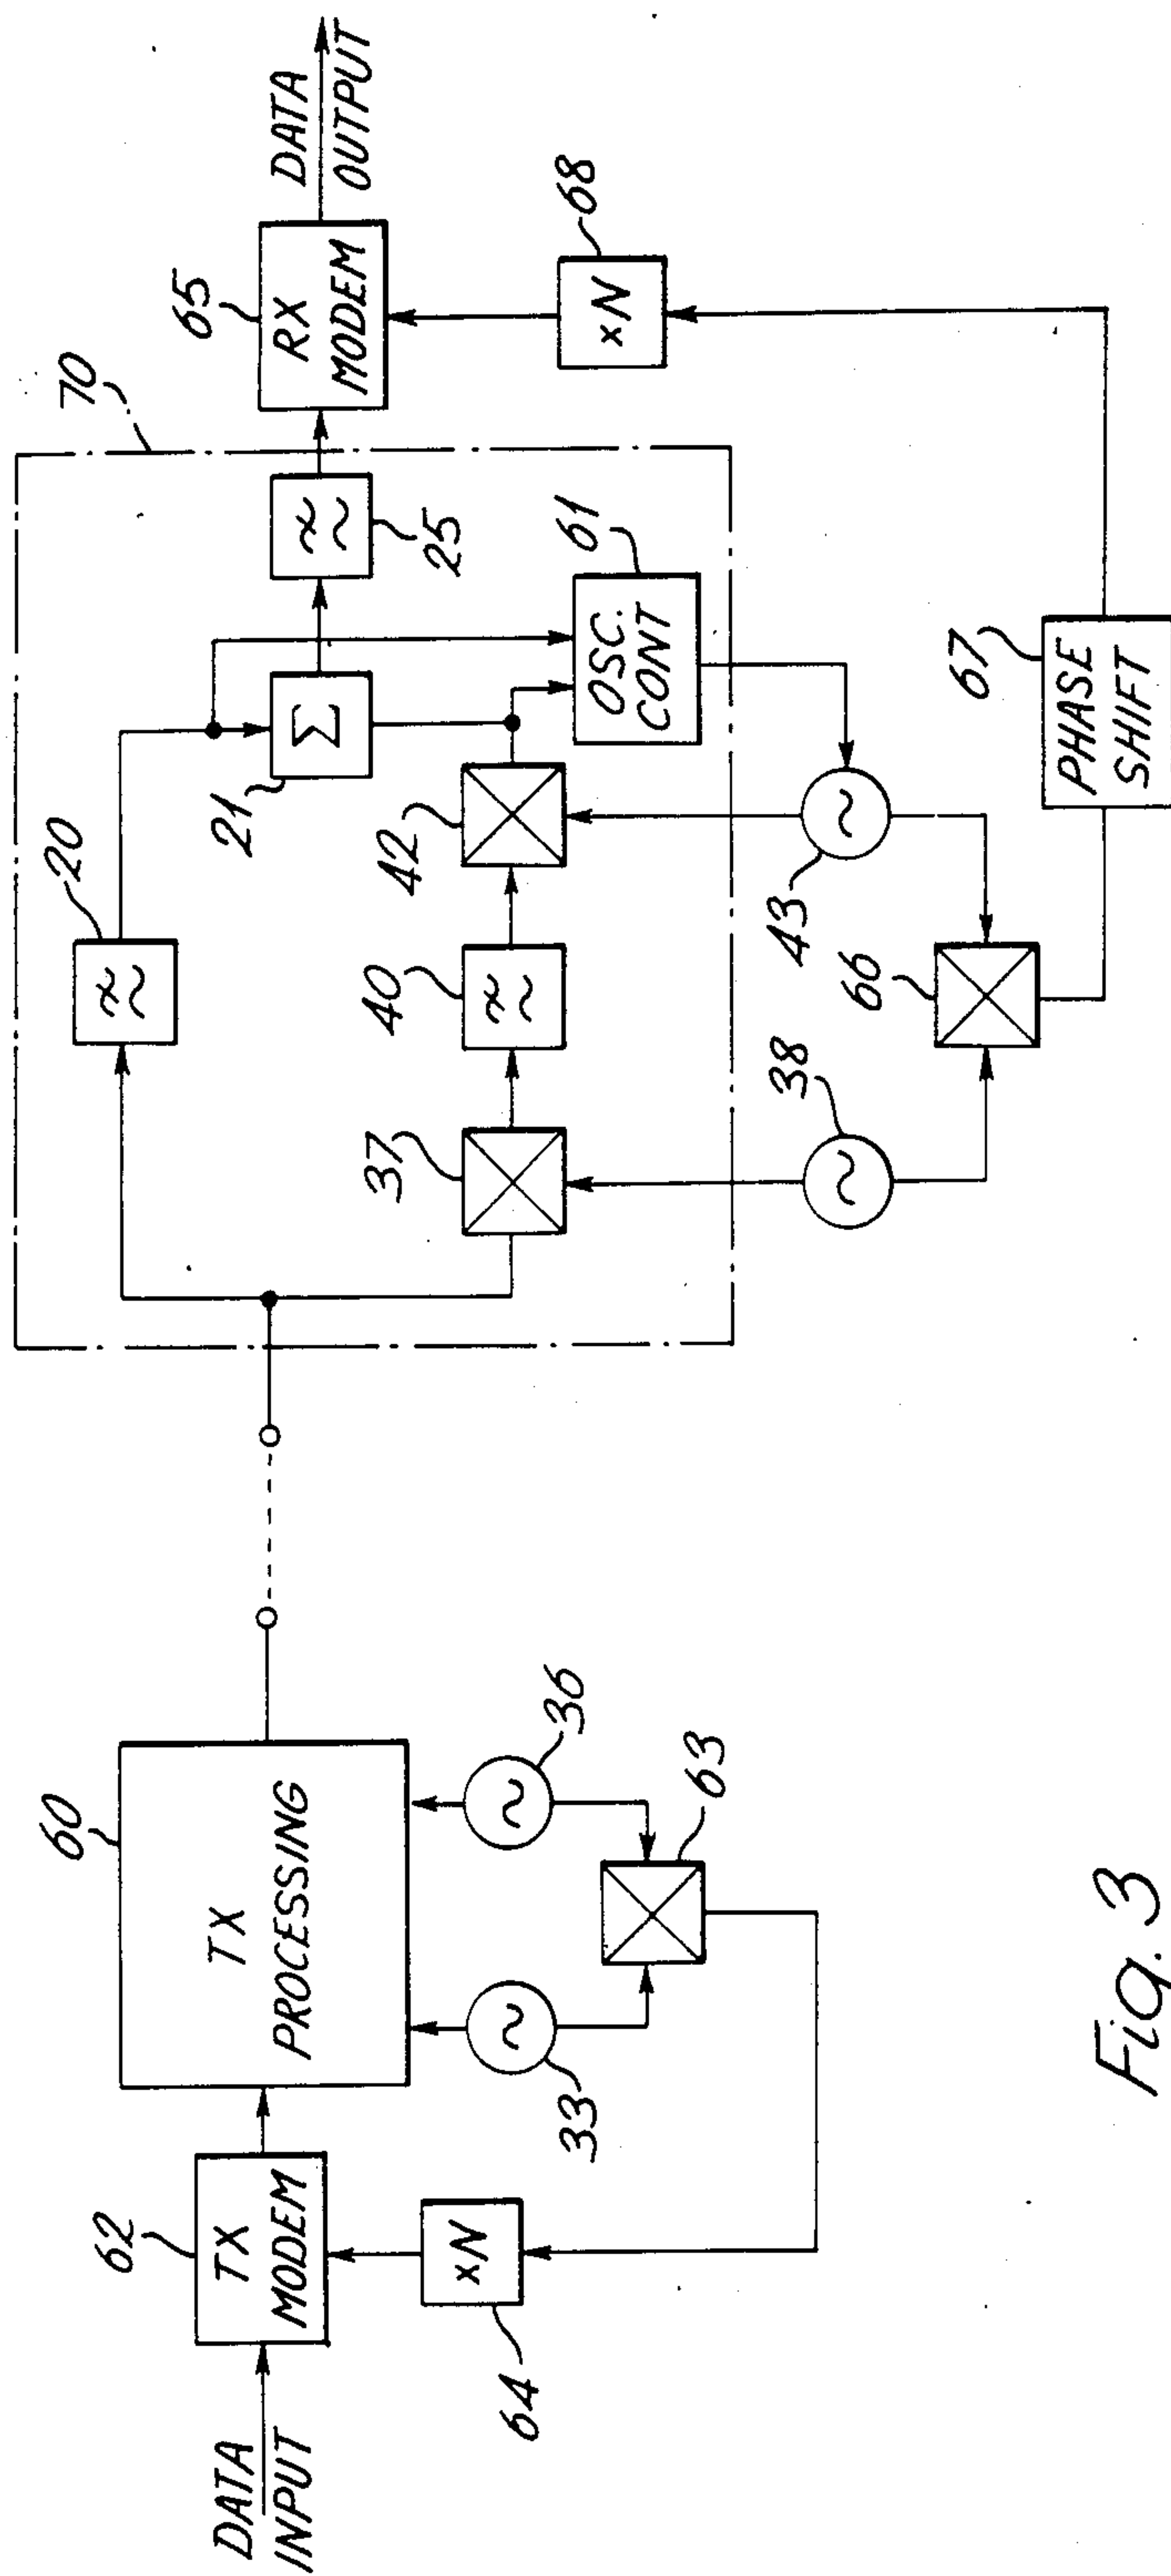 DATA
INPUT
62
TX
MODEM
xN
64
60
TX
PROCESSING
33
36
63
70
20
21
Σ
25
37
40
42
OSC.
CONT
61
38
43
66
67
PHASE
SHIFT
xN
68
65
RX
MODEM
DATA
OUTPUT
Fig. 3